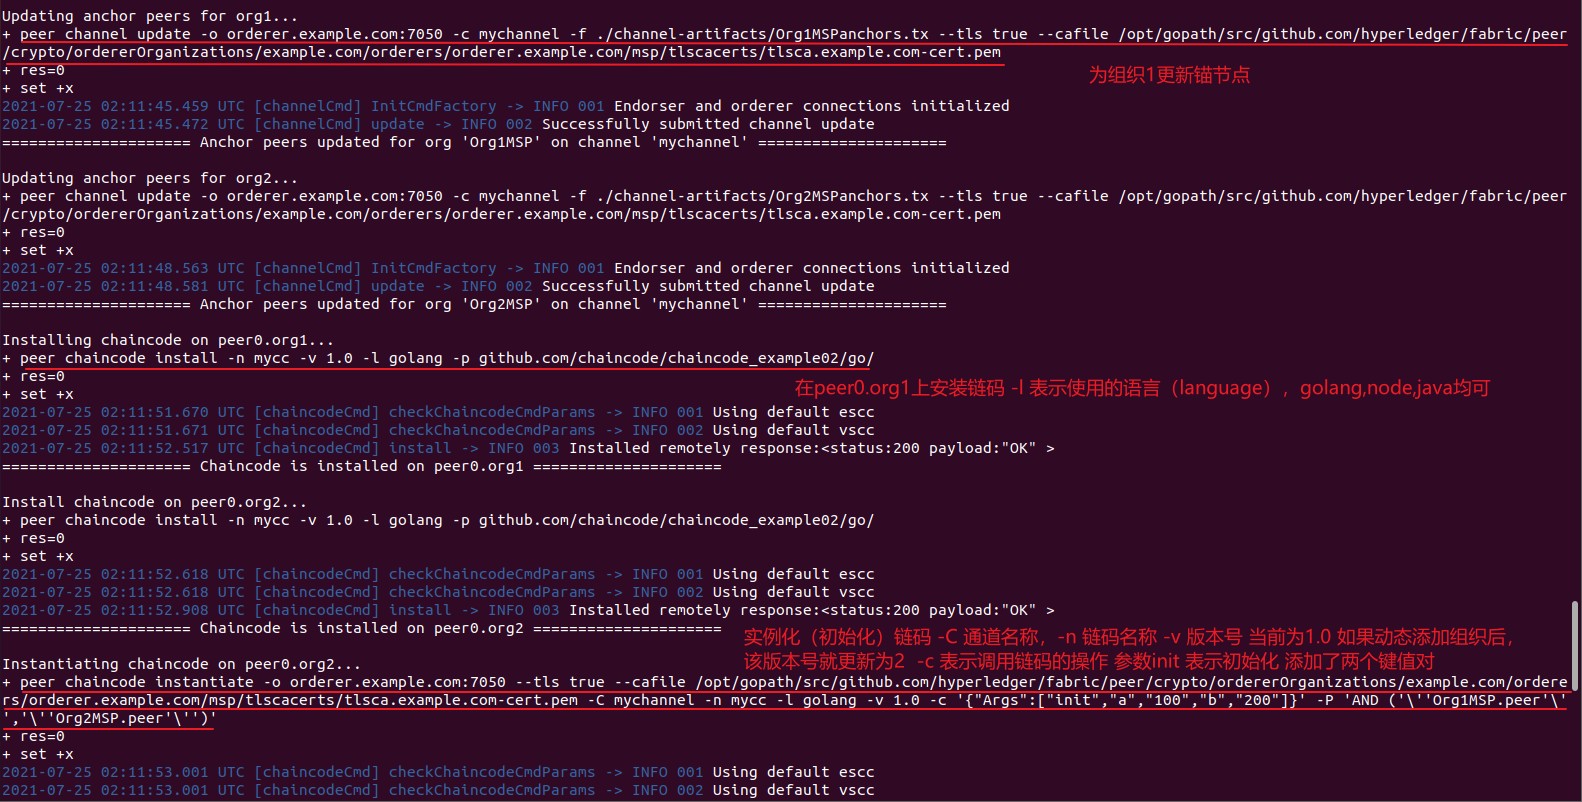 Updating anchor peers for org1...
+ peer channel update -o orderer.example.com:7050 -c mychannel -f ./channel-artifacts/Org1MSPanchors.tx --tls true --cafile /opt/gopath/src/github.com/hyperledger/fabric/peer
/crypto/ordererOrganizations/example.com/orderers/orderer.example.com/msp/tlscacerts/tlsca.example.com-cert.pem
+ res=0
为组织1更新锚节点
+ set +x
2021-07-25 02:11:45.459 UTC [channelCmd] InitCmdFactory -> INFO 001 Endorser and orderer connections initialized
2021-07-25 02:11:45.472 UTC [channelCmd] update -> INFO 002 Successfully submitted channel update
===================== Anchor peers updated for org 'Org1MSP' on channel 'mychannel' =====================
Updating anchor peers for org2...
+ peer channel update -o orderer.example.com:7050 -c mychannel -f ./channel-artifacts/Org2MSPanchors.tx --tls true --cafile /opt/gopath/src/github.com/hyperledger/fabric/peer
/crypto/ordererOrganizations/example.com/orderers/orderer.example.com/msp/tlscacerts/tlsca.example.com-cert.pem
+ res=0
+ set +x
2021-07-25 02:11:48.563 UTC [channelCmd] InitCmdFactory -> INFO 001 Endorser and orderer connections initialized
2021-07-25 02:11:48.581 UTC [channelCmd] update -> INFO 002 Successfully submitted channel update
===================== Anchor peers updated for org 'Org2MSP' on channel 'mychannel' =====================
Installing chaincode on peer0.org1...
+ peer chaincode install -n mycc -v 1.0 -l golang -p github.com/chaincode/chaincode_example02/go/
+ res=0
在peer0.org1上安装链码 -l 表示使用的语言（language），golang,node,java均可
+ set +x
2021-07-25 02:11:51.670 UTC [chaincodeCmd] checkChaincodeCmdParams -> INFO 001 Using default escc
2021-07-25 02:11:51.671 UTC [chaincodeCmd] checkChaincodeCmdParams -> INFO 002 Using default vscc
2021-07-25 02:11:52.517 UTC [chaincodeCmd] install -> INFO 003 Installed remotely response:<status:200 payload:"OK" >
===================== Chaincode is installed on peer0.org1 =====================
Install chaincode on peer0.org2...
+ peer chaincode install -n mycc -v 1.0 -l golang -p github.com/chaincode/chaincode_example02/go/
+ res=0
+ set +x
2021-07-25 02:11:52.618 UTC [chaincodeCmd] checkChaincodeCmdParams -> INFO 001 Using default escc
2021-07-25 02:11:52.618 UTC [chaincodeCmd] checkChaincodeCmdParams -> INFO 002 Using default vscc
2021-07-25 02:11:52.908 UTC [chaincodeCmd] install -> INFO 003 Installed remotely response:<status:200 payload:"OK" >
===================== Chaincode is installed on peer0.org2 =====================
实例化（初始化）链码 -C 通道名称，-n 链码名称 -v 版本号 当前为1.0 如果动态添加组织后，
该版本号就更新为2 -c 表示调用链码的操作 参数init 表示初始化 添加了两个键值对
Instantiating chaincode on peer0.org2...
+ peer chaincode instantiate -o orderer.example.com:7050 --tls true --cafile /opt/gopath/src/github.com/hyperledger/fabric/peer/crypto/ordererOrganizations/example.com/ordere
rs/orderer.example.com/msp/tlscacerts/tlsca.example.com-cert.pem -C mychannel -n mycc -l golang -v 1.0 -c '{"Args":["init","a","100","b","200"]}' -P 'AND ('\''Org1MSP.peer'\'
','\''Org2MSP.peer'\'')'
+ res=0
+ set +x
2021-07-25 02:11:53.001 UTC [chaincodeCmd] checkChaincodeCmdParams -> INFO 001 Using default escc
2021-07-25 02:11:53.001 UTC [chaincodeCmd] checkChaincodeCmdParams -> INFO 002 Using default vscc